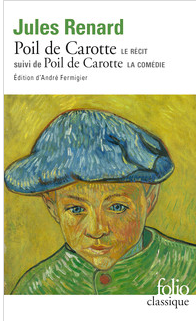 Jules Renard
Poil de Carotte LE RÉCIT
suivi de Poil de Carotte LA COMÉDIE
Édition d'André Fermigier
folio
classique